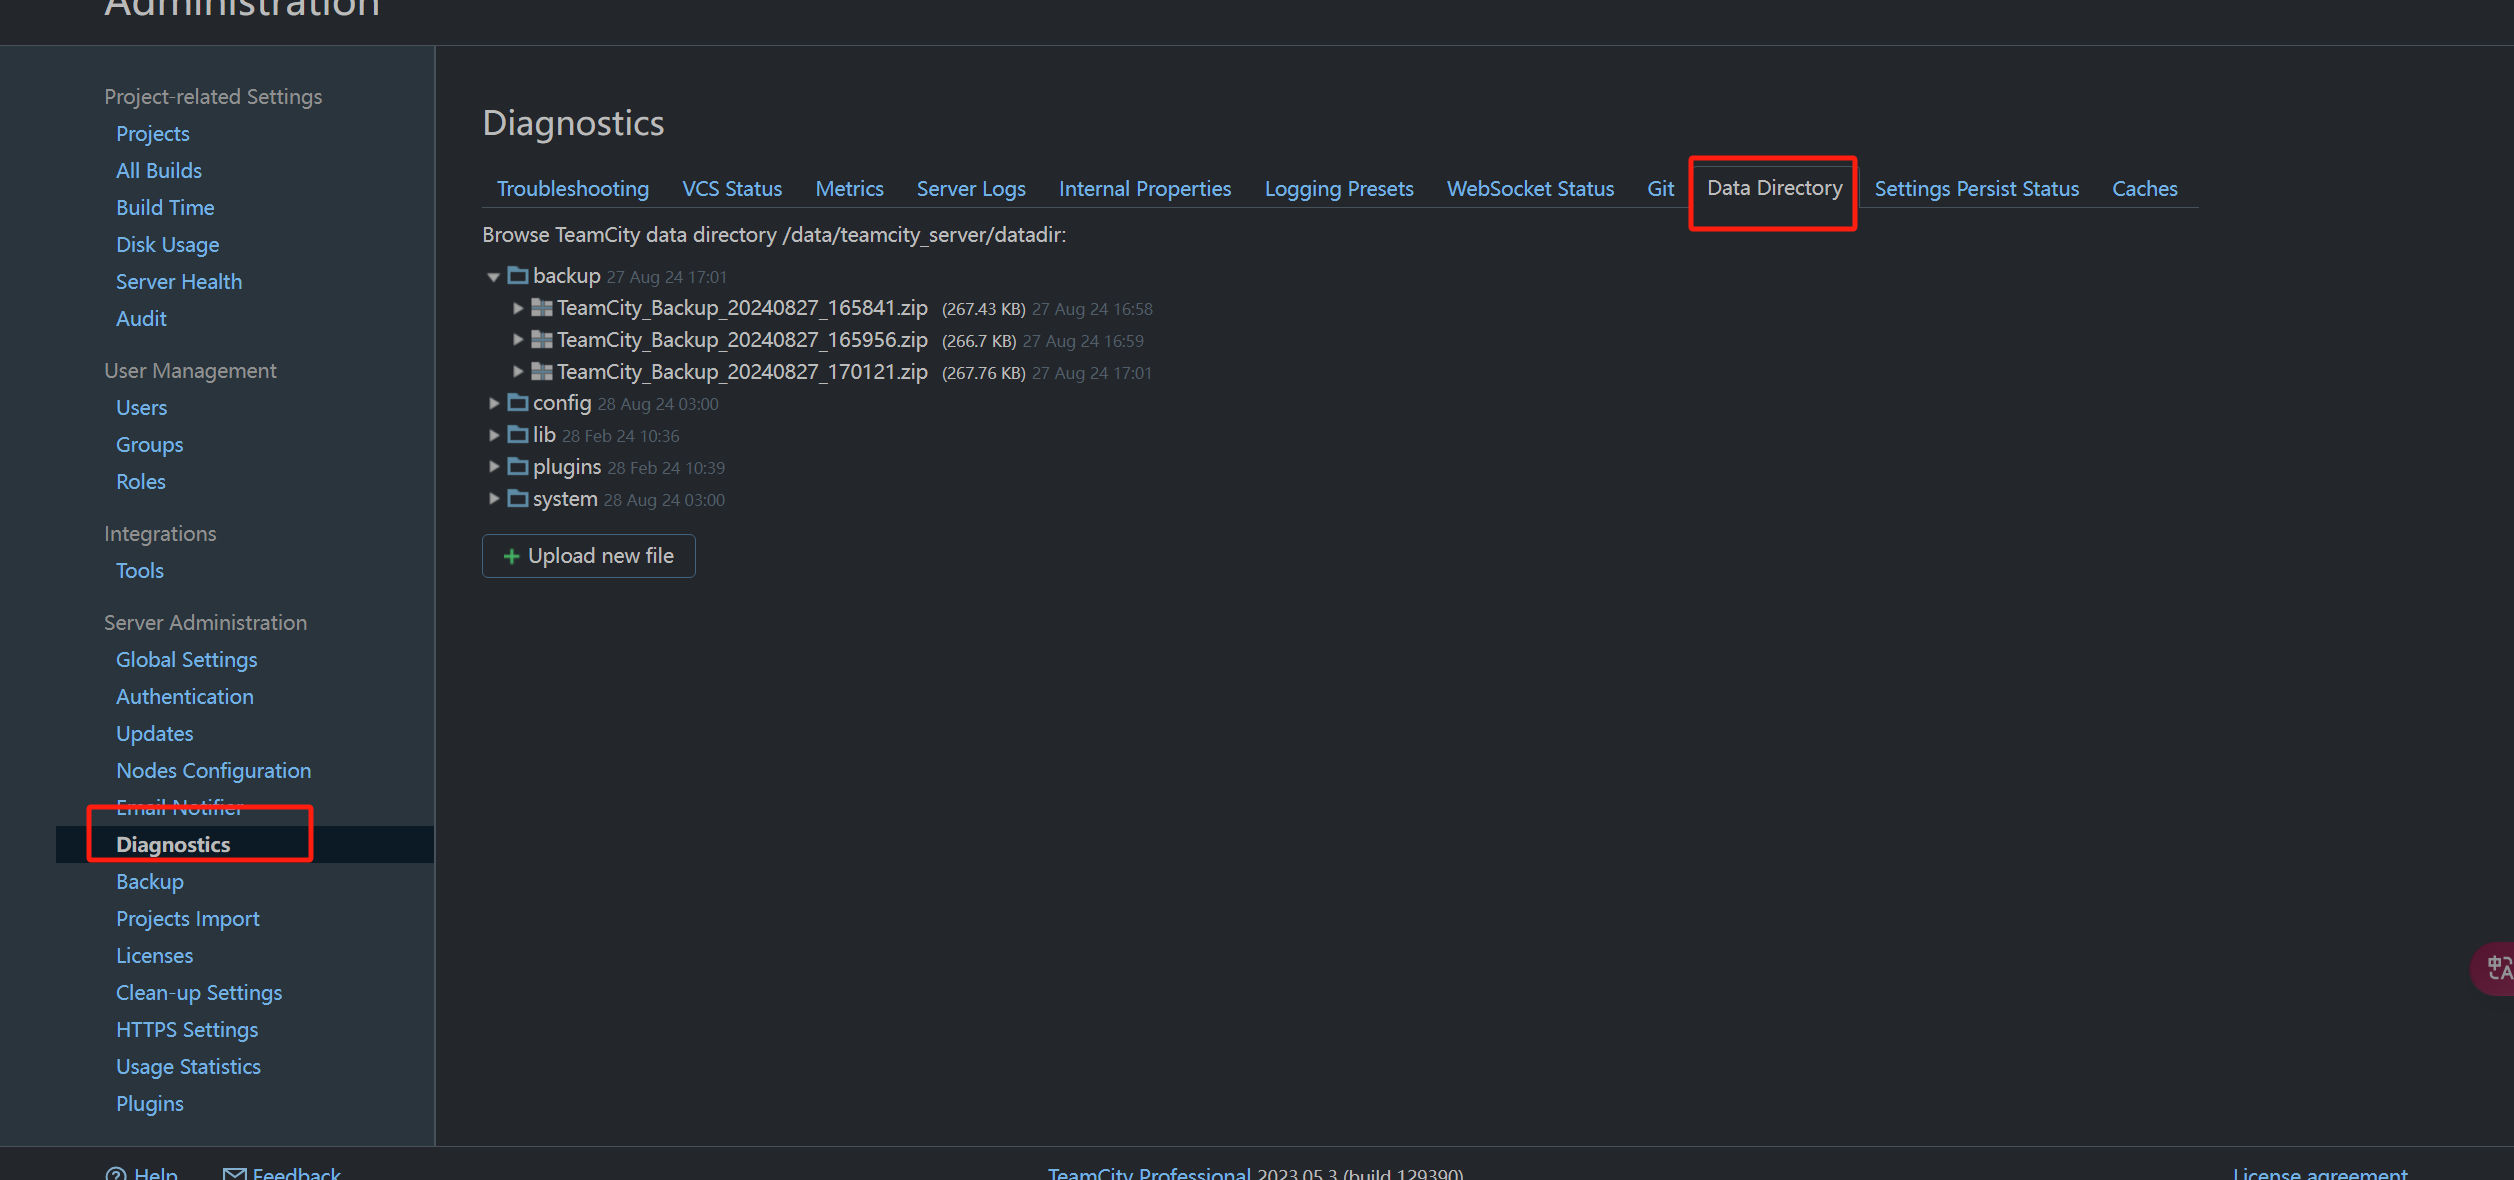 Administration
Project-related Settings
Projects
All Builds
Build Time
Disk Usage
Server Health
Audit
User Management
Users
Groups
Roles
Integrations
Tools
Server Administration
Global Settings
Authentication
Updates
Nodes Configuration
Email Notifier
Diagnostics
Backup
Projects Import
Licenses
Clean-up Settings
HTTPS Settings
Usage Statistics
Plugins
Diagnostics
Troubleshooting VCS Status Metrics Server Logs Internal Properties Logging Presets WebSocket Status Git Data Directory Settings Persist Status Caches
Browse TeamCity data directory /data/teamcity_server/datadir:
backup 27 Aug 24 17:01
TeamCity_Backup_20240827_165841.zip (267.43 KB) 27 Aug 24 16:58
TeamCity_Backup_20240827_165956.zip (266.7 KB) 27 Aug 24 16:59
TeamCity_Backup_20240827_170121.zip (267.76 KB) 27 Aug 24 17:01
config 28 Aug 24 03:00
lib 28 Feb 24 10:36
plugins 28 Feb 24 10:39
system 28 Aug 24 03:00
+ Upload new file
中A
Help Feedback TeamCity Professional 2023.05.3 (build 129390) License agreement